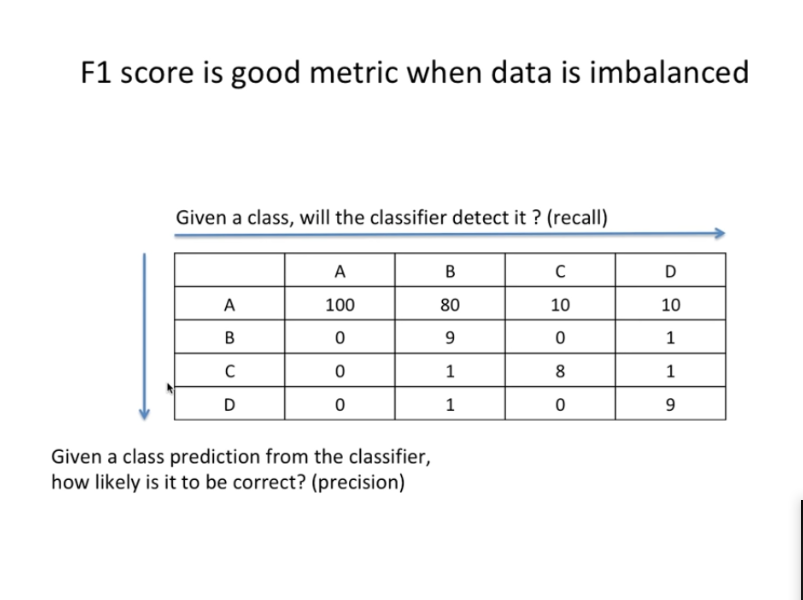 F1 score is good metric when data is imbalanced
Given a class, will the classifier detect it ? (recall)
A B C D
A 100 80 10 10
B 0 9 0 1
C 0 1 8 1
D 0 1 0 9
Given a class prediction from the classifier,
how likely is it to be correct? (precision)